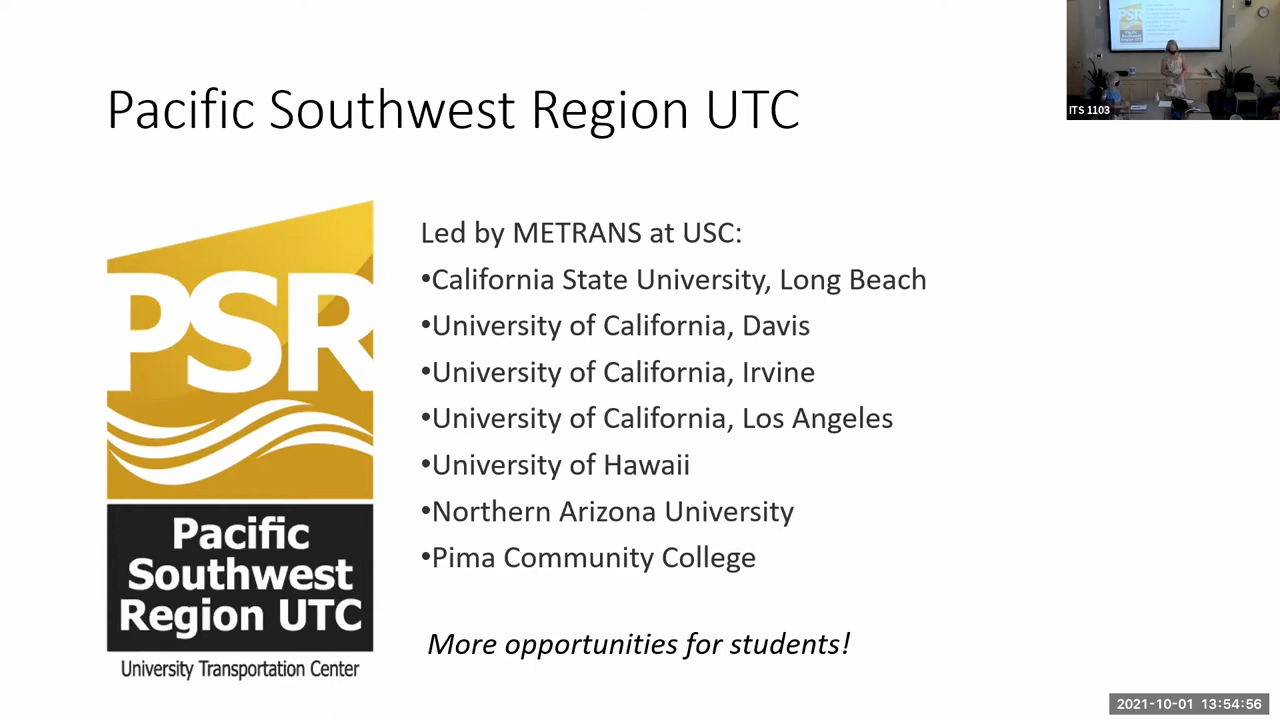 Pacific Southwest Region UTC
ITS 1103
PSR
Pacific
Southwest
Region UTC
University Transportation Center
Led by METRANS at USC:
•California State University, Long Beach
•University of California, Davis
•University of California, Irvine
•University of California, Los Angeles
•University of Hawaii
•Northern Arizona University
•Pima Community College
More opportunities for students!
2021-10-01 13:54:56